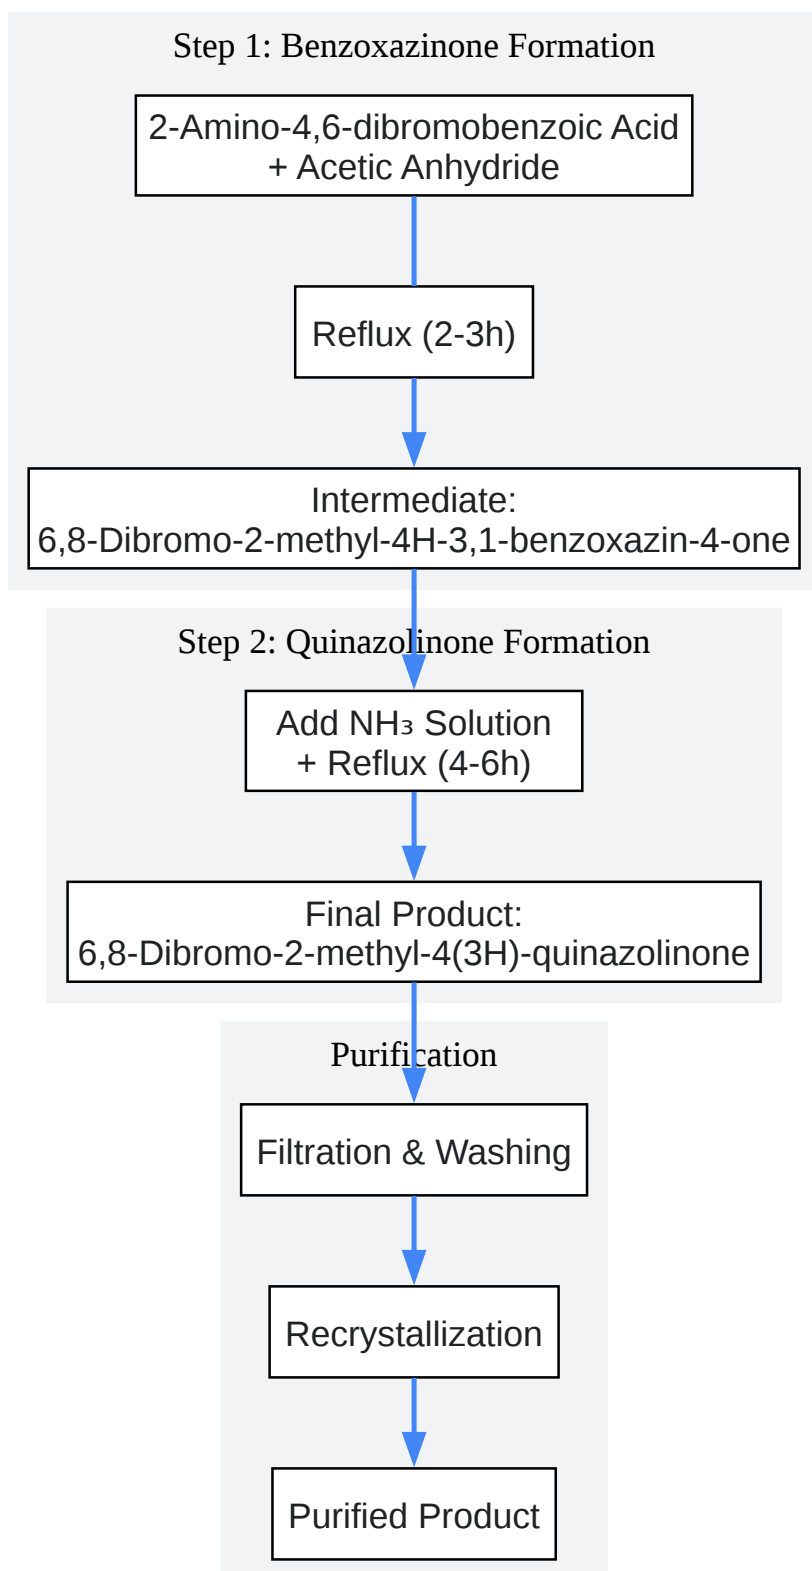 Step 1: Benzoxazinone Formation
2-Amino-4,6-dibromobenzoic Acid
+ Acetic Anhydride
Reflux (2-3h)
Intermediate:
6,8-Dibromo-2-methyl-4H-3,1-benzoxazin-4-one
Step 2: Quinazolinone Formation
Add NH₃ Solution
+ Reflux (4-6h)
Final Product:
6,8-Dibromo-2-methyl-4(3H)-quinazolinone
Purification
Filtration & Washing
Recrystallization
Purified Product